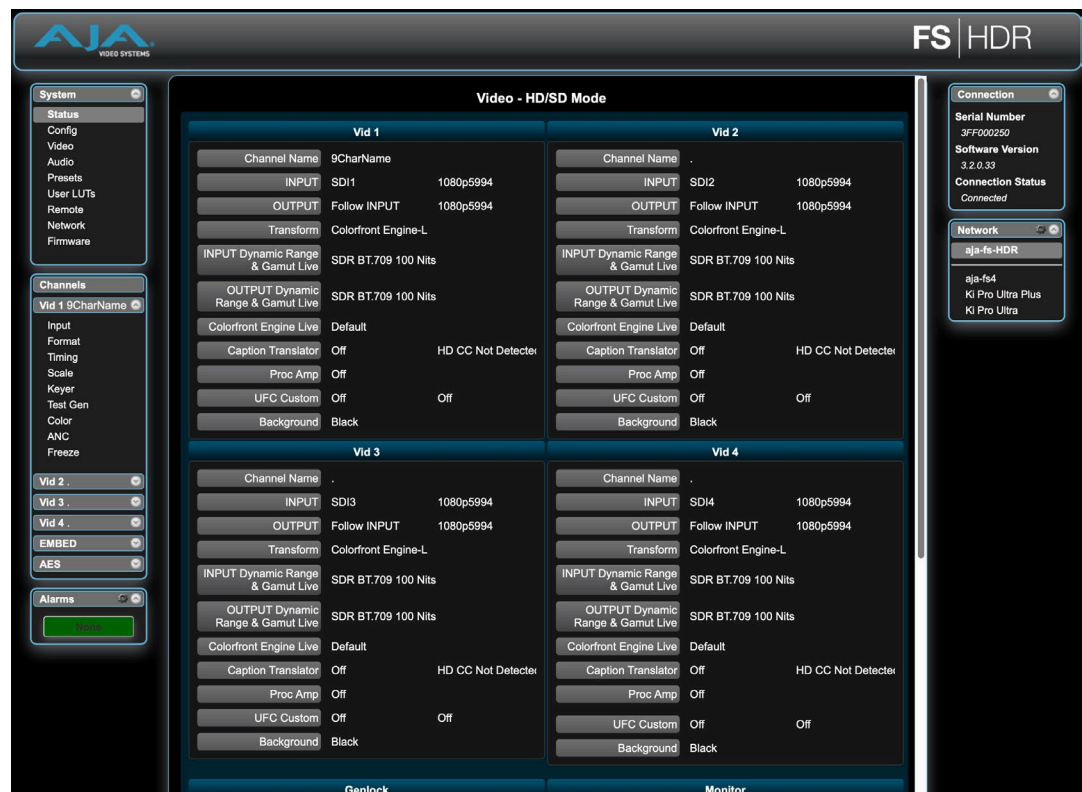 AJA
VIDEO SYSTEMS
FS HDR
System
Status
Config
Video
Audio
Presets
User LUTs
Remote
Network
Firmware
Channels
Vid 1 9CharName
Input
Format
Timing
Scale
Keyer
Test Gen
Color
ANC
Freeze
Vid 2 .
Vid 3 .
Vid 4 .
EMBED
AES
Alarms
None
Video - HD/SD Mode
Vid 1
Channel Name 9CharName
INPUT SDI1 1080p5994
OUTPUT Follow INPUT 1080p5994
Transform Colorfront Engine-L
INPUT Dynamic Range
& Gamut Live SDR BT.709 100 Nits
OUTPUT Dynamic
Range & Gamut Live SDR BT.709 100 Nits
Colorfront Engine Live Default
Caption Translator Off HD CC Not Detected
Proc Amp Off
UFC Custom Off Off
Background Black
Vid 2
Channel Name .
INPUT SDI2 1080p5994
OUTPUT Follow INPUT 1080p5994
Transform Colorfront Engine-L
INPUT Dynamic Range
& Gamut Live SDR BT.709 100 Nits
OUTPUT Dynamic
Range & Gamut Live SDR BT.709 100 Nits
Colorfront Engine Live Default
Caption Translator Off HD CC Not Detected
Proc Amp Off
UFC Custom Off Off
Background Black
Vid 3
Channel Name .
INPUT SDI3 1080p5994
OUTPUT Follow INPUT 1080p5994
Transform Colorfront Engine-L
INPUT Dynamic Range
& Gamut Live SDR BT.709 100 Nits
OUTPUT Dynamic
Range & Gamut Live SDR BT.709 100 Nits
Colorfront Engine Live Default
Caption Translator Off HD CC Not Detected
Proc Amp Off
UFC Custom Off Off
Background Black
Vid 4
Channel Name .
INPUT SDI4 1080p5994
OUTPUT Follow INPUT 1080p5994
Transform Colorfront Engine-L
INPUT Dynamic Range
& Gamut Live SDR BT.709 100 Nits
OUTPUT Dynamic
Range & Gamut Live SDR BT.709 100 Nits
Colorfront Engine Live Default
Caption Translator Off HD CC Not Detected
Proc Amp Off
UFC Custom Off Off
Background Black
Genlock
Monitor
Connection
Serial Number
3FF000250
Software Version
3.2.0.33
Connection Status
Connected
Network
aja-fs-HDR
aja-fs4
Ki Pro Ultra Plus
Ki Pro Ultra